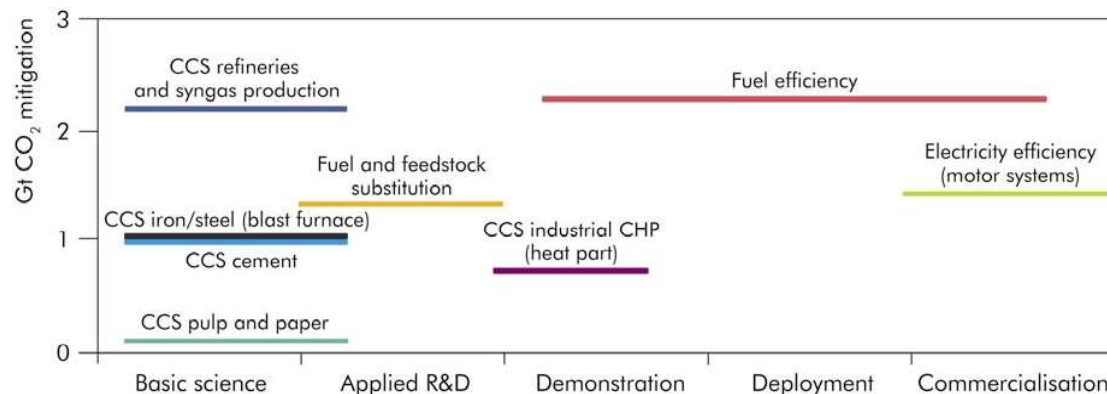 Gt CO₂ mitigation
3
2
1
0
CCS refineries
and syngas production
Fuel efficiency
Fuel and feedstock
substitution
Electricity efficiency
(motor systems)
CCS iron/steel (blast furnace)
CCS cement
CCS industrial CHP
(heat part)
CCS pulp and paper
Basic science
Applied R&D
Demonstration
Deployment
Commercialisation